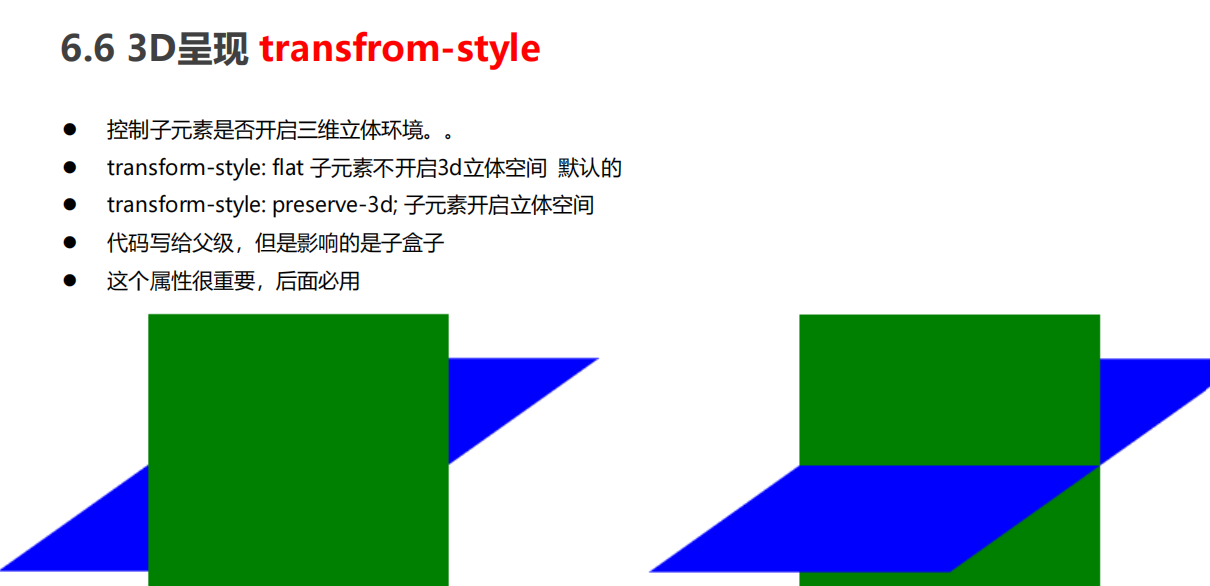 6.6 3D呈现 transfrom-style
● 控制子元素是否开启三维立体环境。。
● transform-style: flat 子元素不开启3d立体空间 默认的
● transform-style: preserve-3d; 子元素开启立体空间
● 代码写给父级，但是影响的是子盒子
● 这个属性很重要，后面必用